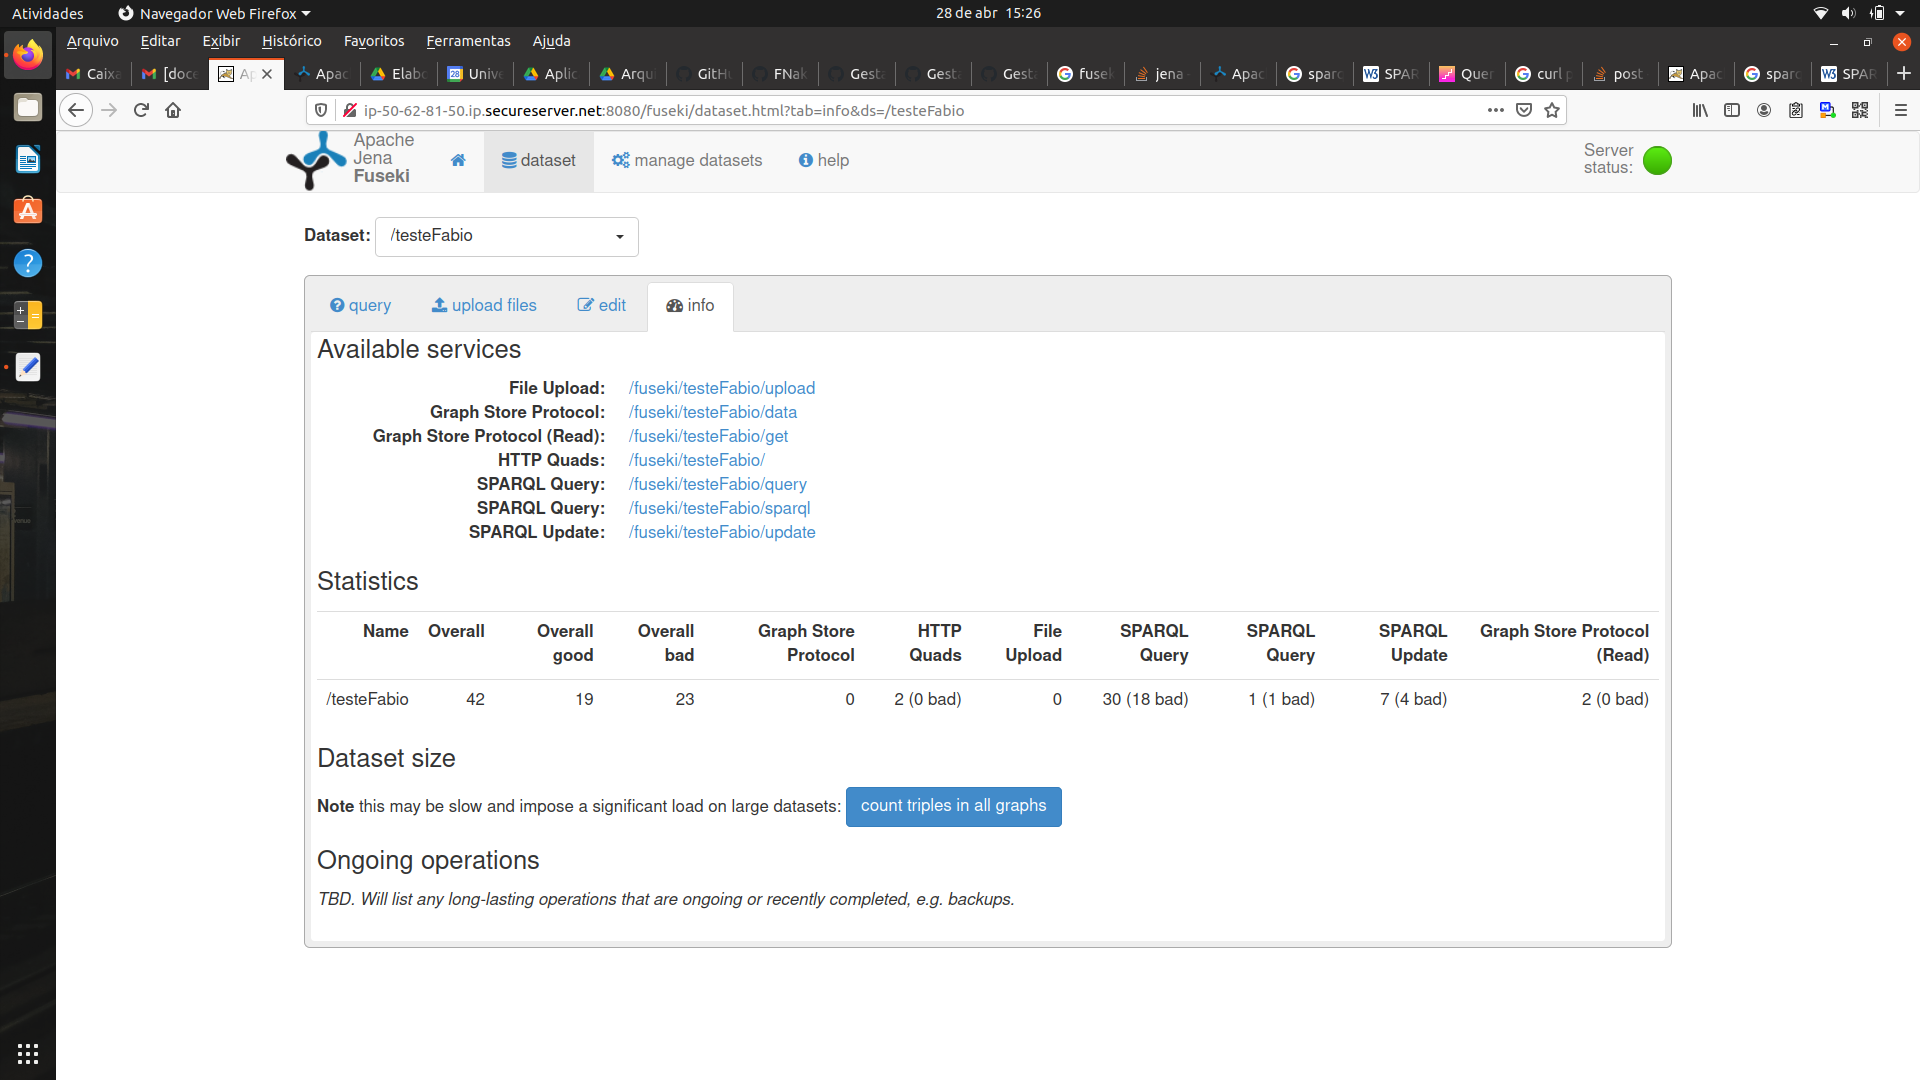 Atividades Navegador Web Firefox 28 de abr 15:26
Arquivo Editar Exibir Histórico Favoritos Ferramentas Ajuda
Caixa [doce Ap Apac Elabo Unive Aplic Arqui GitHu FNak Gesta Gesta Gesta fusek jena Apac sparq SPAR Quer curl p post Apac sparq SPAR
ip-50-62-81-50.ip.secureserver.net:8080/fuseki/dataset.html?tab=info&ds=/testeFabio
Apache
Jena
Fuseki
dataset manage datasets help
Server
status:
Dataset: /testeFabio
query upload files edit info
Available services
File Upload: /fuseki/testeFabio/upload
Graph Store Protocol: /fuseki/testeFabio/data
Graph Store Protocol (Read): /fuseki/testeFabio/get
HTTP Quads: /fuseki/testeFabio/
SPARQL Query: /fuseki/testeFabio/query
SPARQL Query: /fuseki/testeFabio/sparql
SPARQL Update: /fuseki/testeFabio/update
Statistics
Name Overall Overall Overall Graph Store HTTP File SPARQL SPARQL SPARQL Graph Store Protocol
good bad Protocol Quads Upload Query Query Update (Read)
/testeFabio 42 19 23 0 2 (0 bad) 0 30 (18 bad) 1 (1 bad) 7 (4 bad) 2 (0 bad)
Dataset size
Note this may be slow and impose a significant load on large datasets: count triples in all graphs
Ongoing operations
TBD. Will list any long-lasting operations that are ongoing or recently completed, e.g. backups.